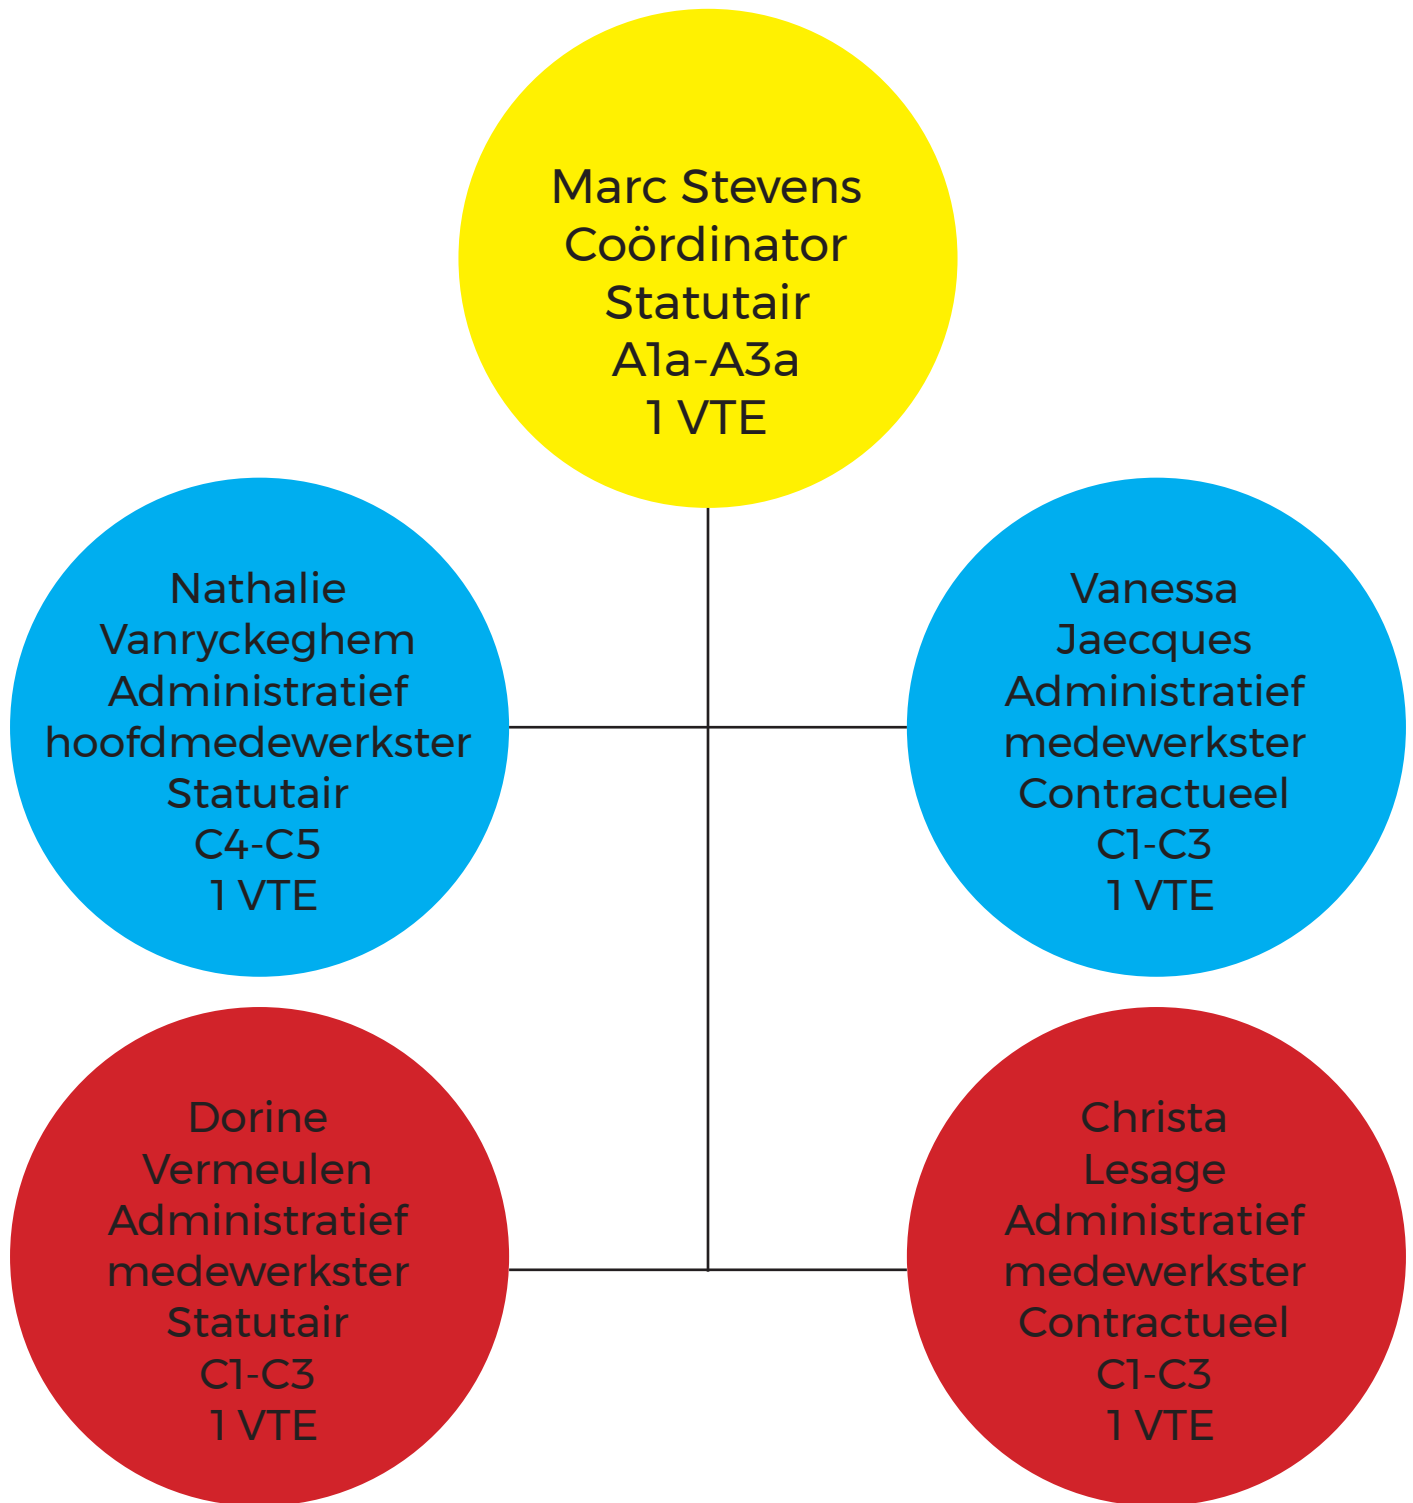 Marc Stevens
Coördinator
Statutair
A1a-A3a
1 VTE
Nathalie
Vanryckeghem
Administratief
hoofdmedewerkster
Statutair
C4-C5
1 VTE
Vanessa
Jaecques
Administratief
medewerkster
Contractueel
C1-C3
1 VTE
Dorine
Vermeulen
Administratief
medewerkster
Statutair
C1-C3
1 VTE
Christa
Lesage
Administratief
medewerkster
Contractueel
C1-C3
1 VTE